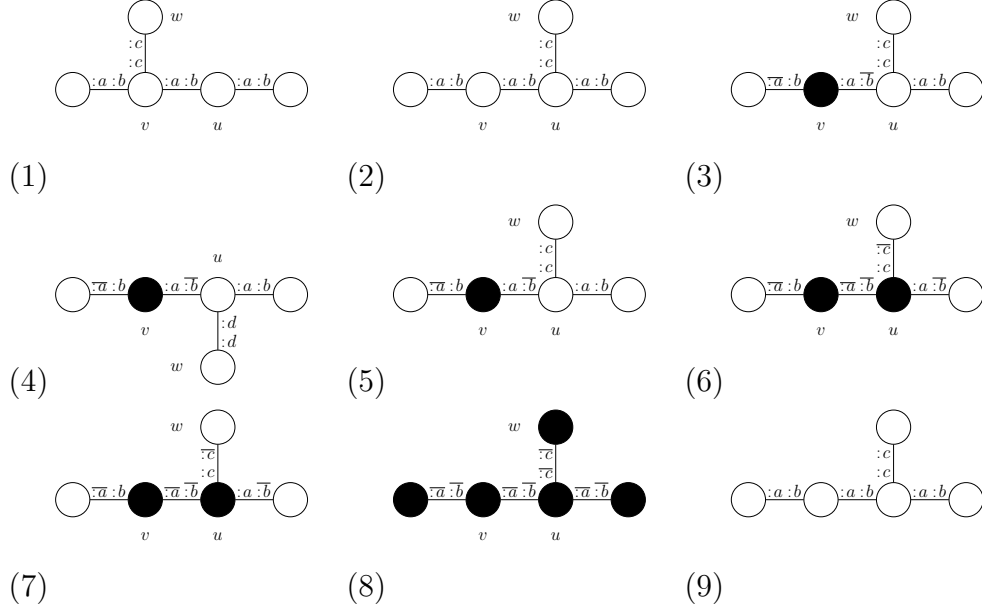 w
:c
:c
:a :b :a :b :a :b
v u
(1)
w
:c
:c
:a :b :a :b :a :b
v u
(2)
w
:c
:c
:̅a̅ :b :a :̅b̅ :a :b
v u
(3)
u
:̅a̅ :b :a :̅b̅ :a :b
v
:d
:d
w
(4)
w
:c
:c
:̅a̅ :b :a :̅b̅ :a :b
v u
(5)
w
:̅c̅
:c
:̅a̅ :b :̅a̅ :̅b̅ :a :̅b̅
v u
(6)
w
:̅c̅
:c
:̅a̅ :b :̅a̅ :̅b̅ :a :̅b̅
v u
(7)
w
:̅c̅
:̅c̅
:̅a̅ :̅b̅ :̅a̅ :̅b̅ :̅a̅ :̅b̅
v u
(8)
:c
:c
:a :b :a :b :a :b
(9)